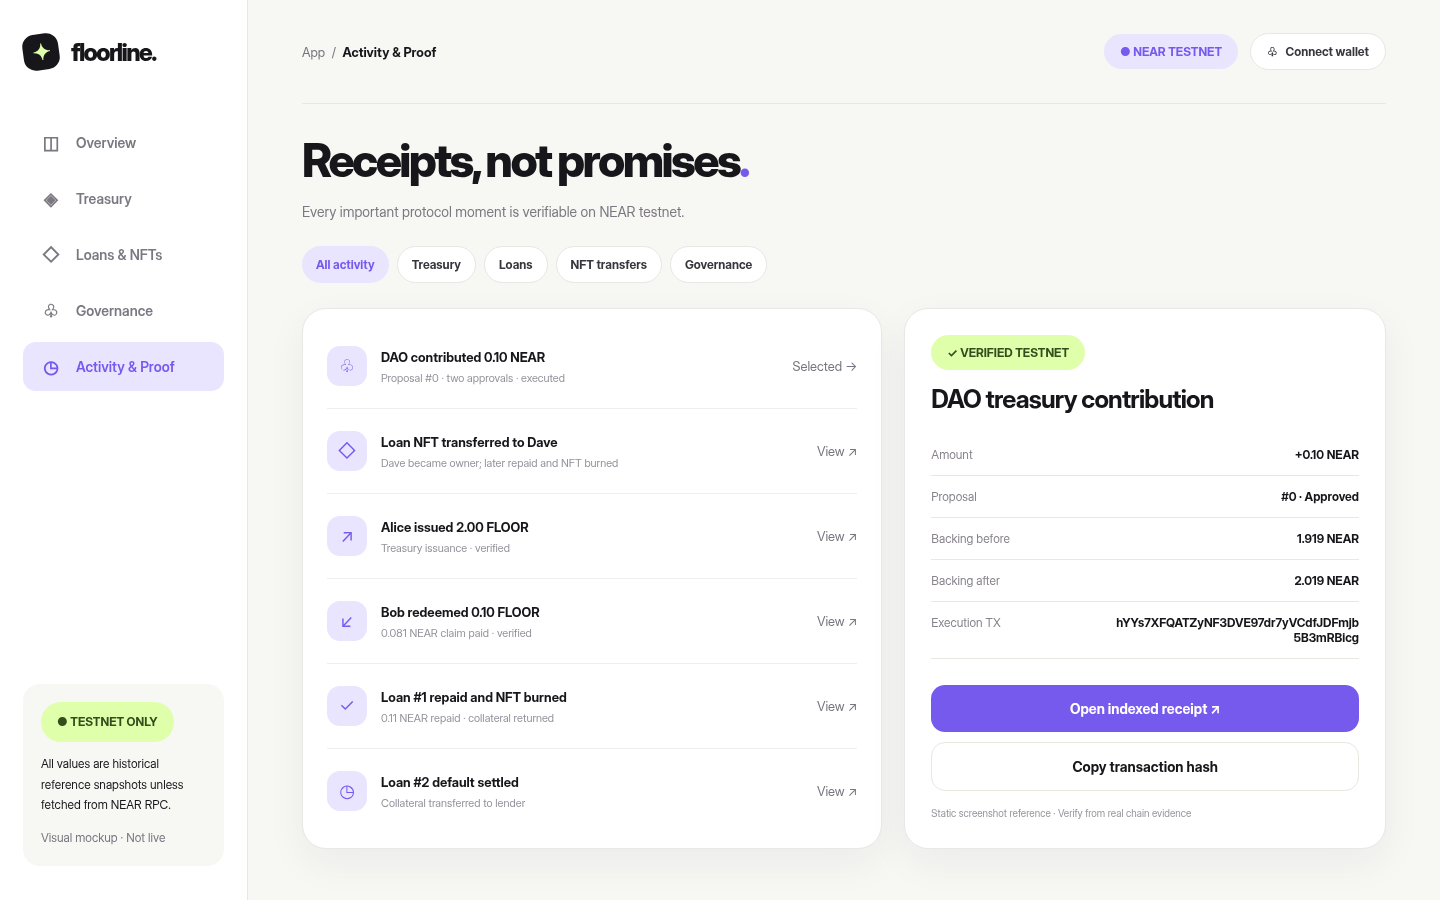 floorline.
Overview
Treasury
Loans & NFTs
Governance
Activity & Proof
TESTNET ONLY
All values are historical
reference snapshots unless
fetched from NEAR RPC.
Visual mockup · Not live
App / Activity & Proof
NEAR TESTNET
Connect wallet
Receipts, not promises.
Every important protocol moment is verifiable on NEAR testnet.
All activity
Treasury
Loans
NFT transfers
Governance
DAO contributed 0.10 NEAR
Proposal #0 · two approvals · executed
Selected →
Loan NFT transferred to Dave
Dave became owner; later repaid and NFT burned
View ↗
Alice issued 2.00 FLOOR
Treasury issuance · verified
View ↗
Bob redeemed 0.10 FLOOR
0.081 NEAR claim paid · verified
View ↗
Loan #1 repaid and NFT burned
0.11 NEAR repaid · collateral returned
View ↗
Loan #2 default settled
Collateral transferred to lender
View ↗
✓ VERIFIED TESTNET
DAO treasury contribution
Amount +0.10 NEAR
Proposal #0 · Approved
Backing before 1.919 NEAR
Backing after 2.019 NEAR
Execution TX hYYs7XFQATZyNF3DVE97dr7yVCdfJDFmjb
5B3mRBicg
Open indexed receipt ↗
Copy transaction hash
Static screenshot reference · Verify from real chain evidence